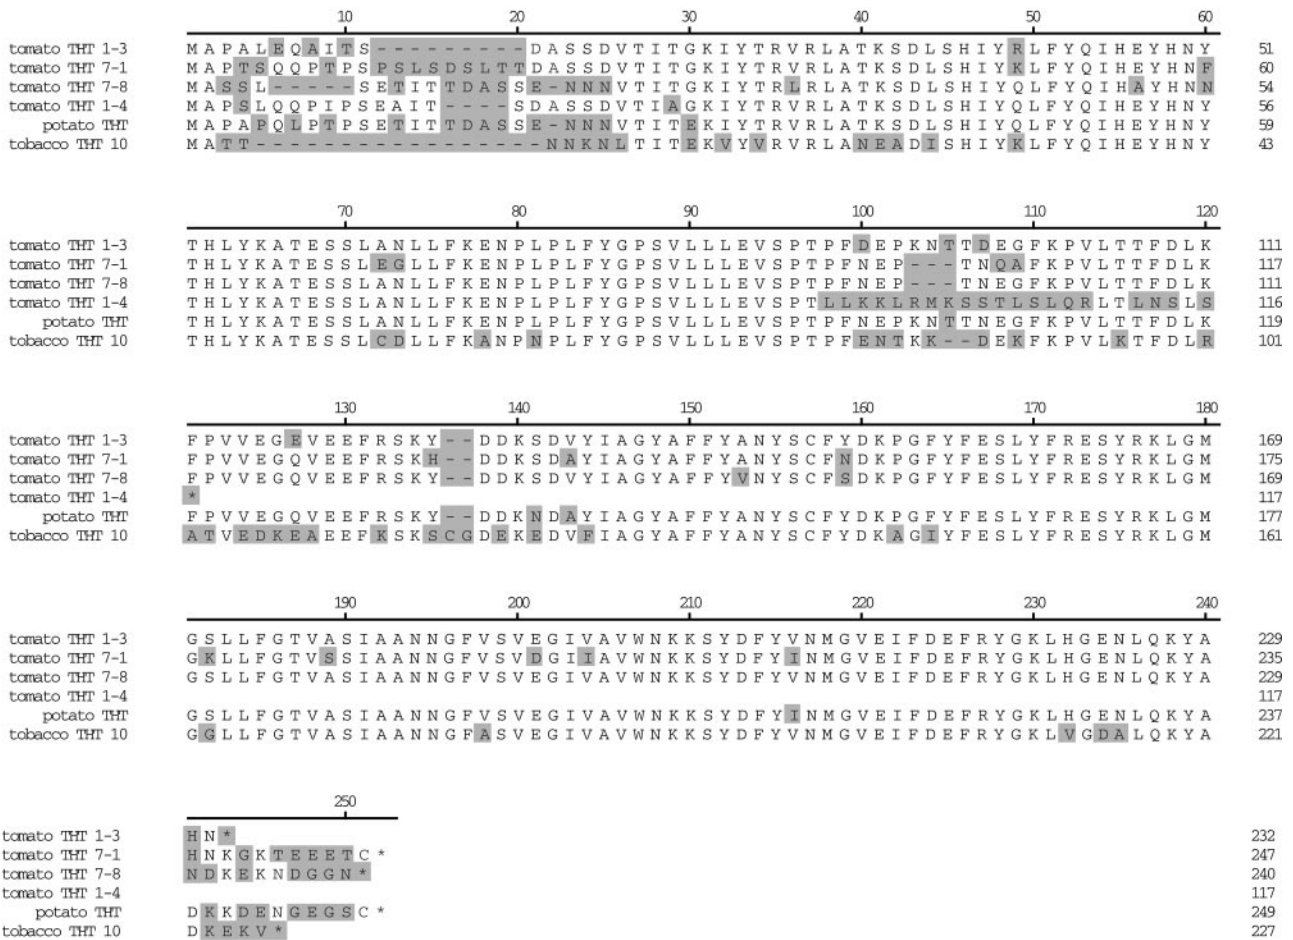 10 20 30 40 50 60
tomato THT 1-3 MAPALEQAITS---------DASSDVTITGKIYTRVRLATKSDLSHIYRLFYQIHEYHNY 51
tomato THT 7-1 MAPTSQQPTPSPSLSDSLTTDASSDVTITGKIYTRVRLATKSDLSHIYKLFYQIHEYHNF 60
tomato THT 7-8 MASSL-----SETITTDASSE-NNNVTITGKIYTRLRLATKSDLSHIYQLFYQIHAYHNN 54
tomato THT 1-4 MAPSLQQPIPSEAIT----SDASSDVTIAGKIYTRVRLATKSDLSHIYQLFYQIHEYHNY 56
potato THT MAPAPQLPTPSETITTDASSE-NNNVTITEKIYTRVRLATKSDLSHIYQLFYQIHEYHNY 59
tobacco THT 10 MATT-----------------NNKNLTITEKVYVRVRLANEADISHIYKLFYQIHEYHNY 43
70 80 90 100 110 120
tomato THT 1-3 THLYKATESSLANLLFKENPLPLFYGPSVLLLEVSPTPFDEPKNTTDEGFKPVLTTFDLK 111
tomato THT 7-1 THLYKATESSLEGLLFKENPLPLFYGPSVLLLEVSPTPFNEP---TNQAFKPVLTTFDLK 117
tomato THT 7-8 THLYKATESSLANLLFKENPLPLFYGPSVLLLEVSPTPFNEP---TNEGFKPVLTTFDLK 111
tomato THT 1-4 THLYKATESSLANLLFKENPLPLFYGPSVLLLEVSPTLLKKLRMKSSTLSLQRLTLNSLS 116
potato THT THLYKATESSLANLLFKENPLPLFYGPSVLLLEVSPTPFNEPKNTTNEGFKPVLTTFDLK 119
tobacco THT 10 THLYKATESSLCDLLFKANPNPLFYGPSVLLLEVSPTPFENTKK--DEKFKPVLKTFDLR 101
130 140 150 160 170 180
tomato THT 1-3 FPVVEGEVEEFRSKY--DDKSDVYIAGYAFFYANYSCFYDKPGFYFESLYFRESYRKLGM 169
tomato THT 7-1 FPVVEGQVEEFRSKH--DDKSDAYIAGYAFFYANYSCFNDKPGFYFESLYFRESYRKLGM 175
tomato THT 7-8 FPVVEGQVEEFRSKY--DDKSDVYIAGYAFFYVNYSCFSDKPGFYFESLYFRESYRKLGM 169
tomato THT 1-4 * 117
potato THT FPVVEGQVEEFRSKY--DDKNDAYIAGYAFFYANYSCFYDKPGFYFESLYFRESYRKLGM 177
tobacco THT 10 ATVEDKEAEEFKSKSCGDEKEDVFIAGYAFFYANYSCFYDKAGIYFESLYFRESYRKLGM 161
190 200 210 220 230 240
tomato THT 1-3 GSLLFGTVASIAANNGFVSVEGIVAVWNKKSYDFYVNMGVEIFDEFRYGKLHGENLQKYA 229
tomato THT 7-1 GKLLFGTVSSIAANNGFVSVDGIIAVWNKKSYDFYINMGVEIFDEFRYGKLHGENLQKYA 235
tomato THT 7-8 GSLLFGTVASIAANNGFVSVEGIVAVWNKKSYDFYVNMGVEIFDEFRYGKLHGENLQKYA 229
tomato THT 1-4 117
potato THT GSLLFGTVASIAANNGFVSVEGIVAVWNKKSYDFYINMGVEIFDEFRYGKLHGENLQKYA 237
tobacco THT 10 GGLLFGTVASIAANNGFASVEGIVAVWNKKSYDFYVNMGVEIFDEFRYGKLVGDALQKYA 221
250
tomato THT 1-3 HN* 232
tomato THT 7-1 HNKGKTEEETC* 247
tomato THT 7-8 NDKEKNDGGN* 240
tomato THT 1-4 117
potato THT DKKDENGEGSC* 249
tobacco THT 10 DKEKV* 227